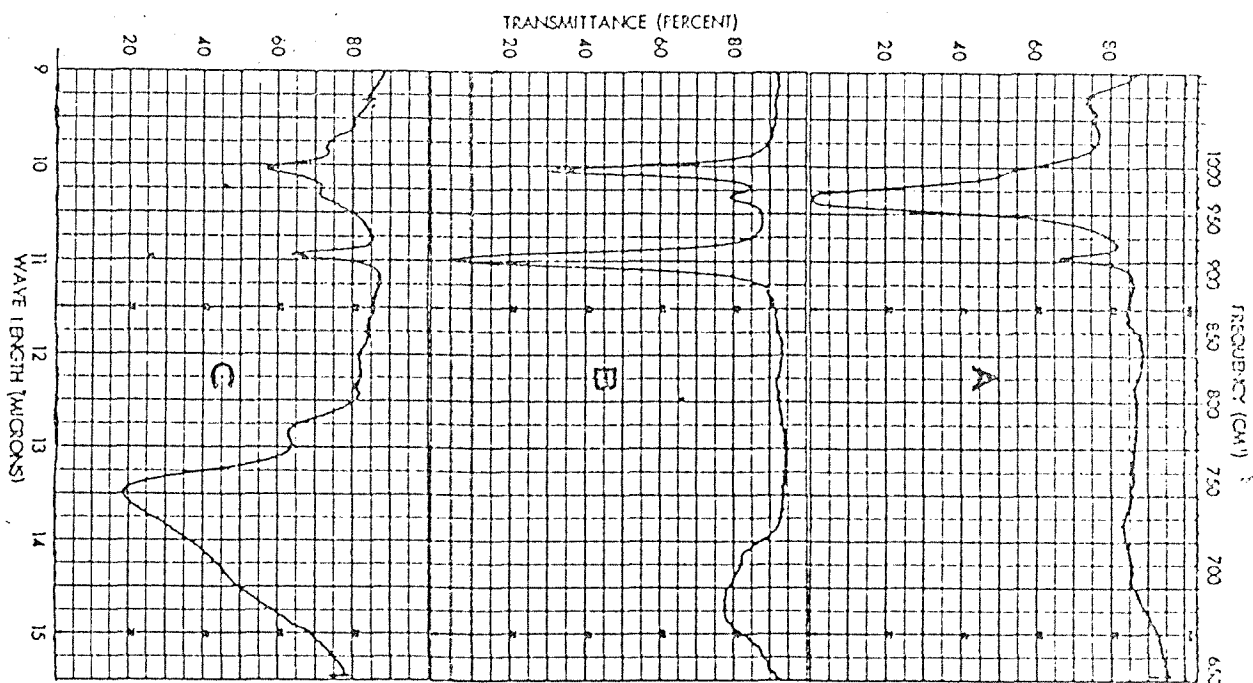 TRANSMITTANCE (PERCENT)
20 40 60 80 20 40 60 80 20 40 60 80
9
10
11
12
13
14
15
WAVE LENGTH (MICRONS)
C
B
A
1000
950
900
850
800
750
700
FREQUENCY (CM⁻¹)